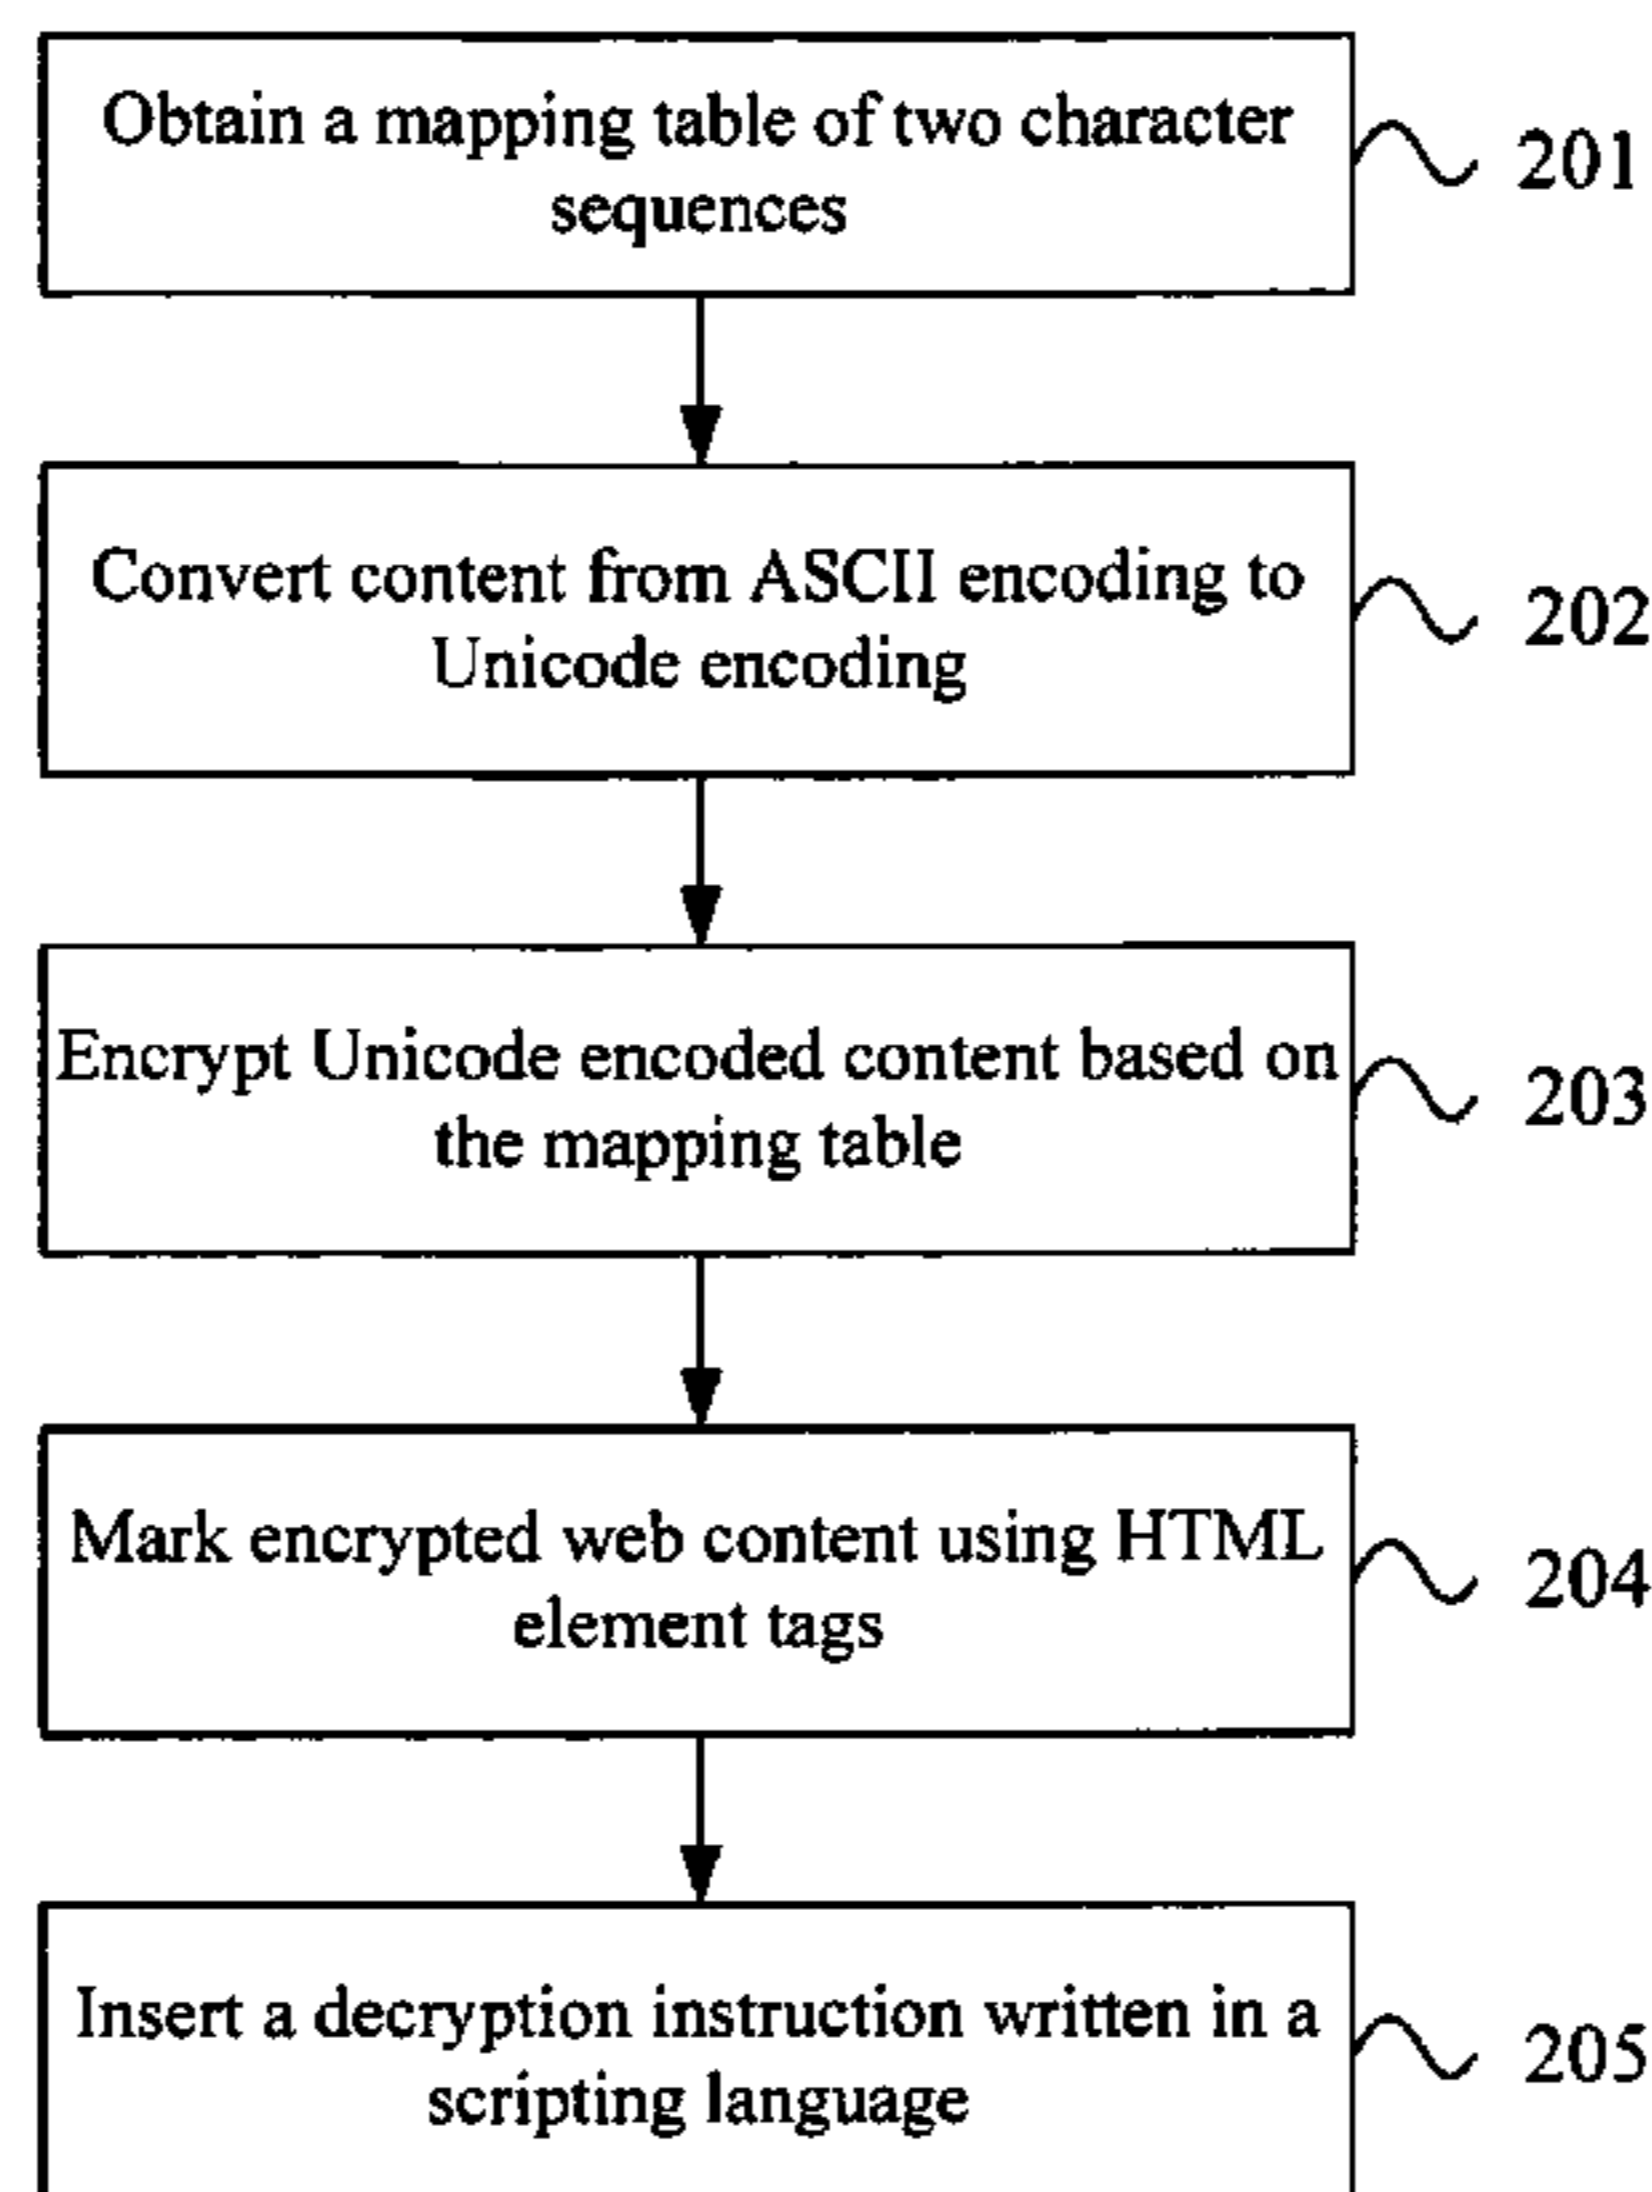 Obtain a mapping table of two character
sequences
201
Convert content from ASCII encoding to
Unicode encoding
202
Encrypt Unicode encoded content based on
the mapping table
203
Mark encrypted web content using HTML
element tags
204
Insert a decryption instruction written in a
scripting language
205